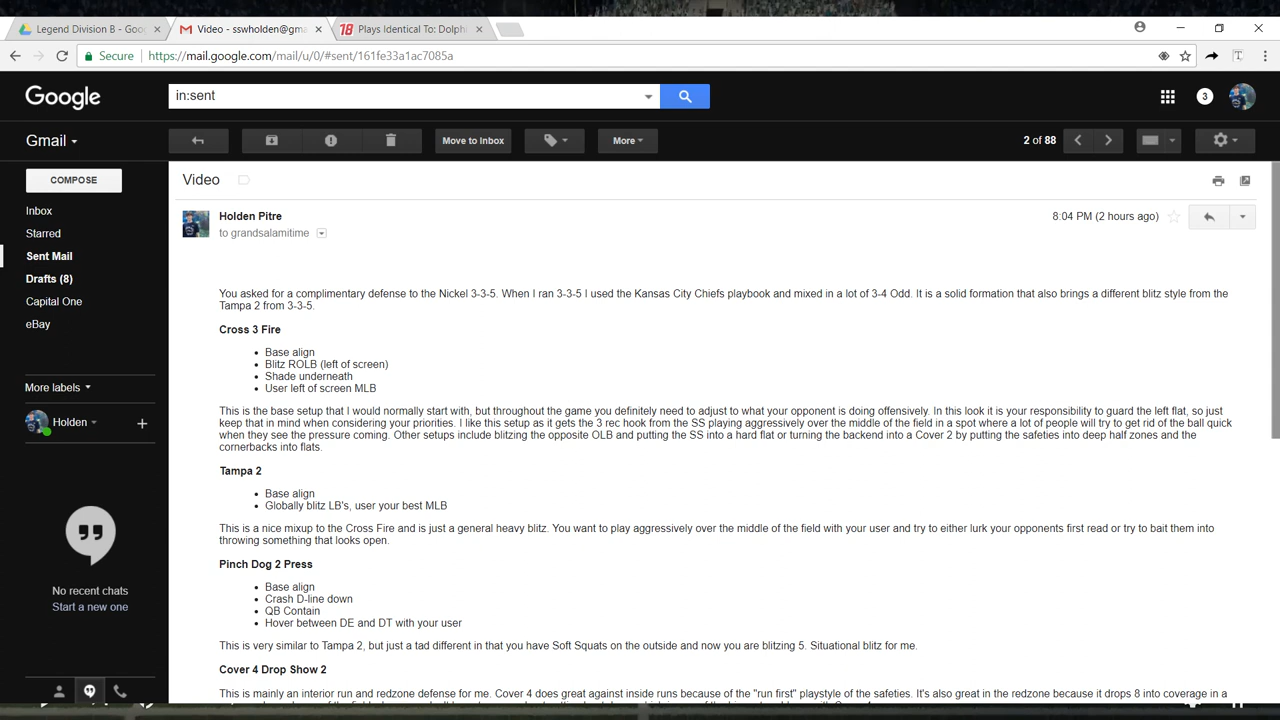 Legend Division B - Goog
Video - sswholden@gma
Plays Identical To: Dolphi
Secure
https://mail.google.com/mail/u/0/#sent/161fe33a1ac7085a
Google
in:sent
3
Gmail
Move to Inbox
More
2 of 88
COMPOSE
Video
Inbox
Starred
Sent Mail
Drafts (8)
Capital One
eBay
More labels
Holden
No recent chats
Start a new one
Holden Pitre
8:04 PM (2 hours ago)
to grandsalamitime
You asked for a complimentary defense to the Nickel 3-3-5. When I ran 3-3-5 I used the Kansas City Chiefs playbook and mixed in a lot of 3-4 Odd. It is a solid formation that also brings a different blitz style from the
Tampa 2 from 3-3-5.
Cross 3 Fire
• Base align
• Blitz ROLB (left of screen)
• Shade underneath
• User left of screen MLB
This is the base setup that I would normally start with, but throughout the game you definitely need to adjust to what your opponent is doing offensively. In this look it is your responsibility to guard the left flat, so just
keep that in mind when considering your priorities. I like this setup as it gets the 3 rec hook from the SS playing aggressively over the middle of the field in a spot where a lot of people will try to get rid of the ball quick
when they see the pressure coming. Other setups include blitzing the opposite OLB and putting the SS into a hard flat or turning the backend into a Cover 2 by putting the safeties into deep half zones and the
cornerbacks into flats.
Tampa 2
• Base align
• Globally blitz LB's, user your best MLB
This is a nice mixup to the Cross Fire and is just a general heavy blitz. You want to play aggressively over the middle of the field with your user and try to either lurk your opponents first read or try to bait them into
throwing something that looks open.
Pinch Dog 2 Press
• Base align
• Crash D-line down
• QB Contain
• Hover between DE and DT with your user
This is very similar to Tampa 2, but just a tad different in that you have Soft Squats on the outside and now you are blitzing 5. Situational blitz for me.
Cover 4 Drop Show 2
This is mainly an interior run and redzone defense for me. Cover 4 does great against inside runs because of the "run first" playstyle of the safeties. It's also great in the redzone because it drops 8 into coverage in a